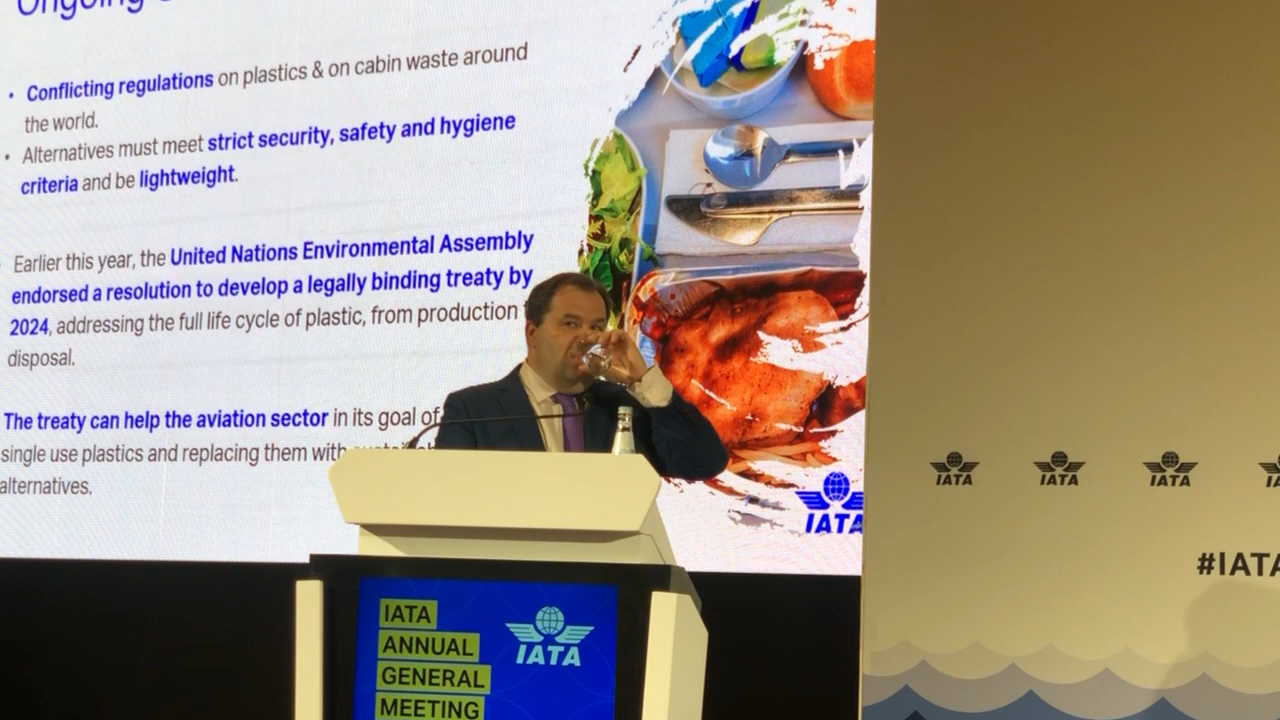 Ongoing
• Conflicting regulations on plastics & on cabin waste around
the world.
• Alternatives must meet strict security, safety and hygiene
criteria and be lightweight.
Earlier this year, the United Nations Environmental Assembly
endorsed a resolution to develop a legally binding treaty by
2024, addressing the full life cycle of plastic, from production
disposal.
The treaty can help the aviation sector in its goal of
single use plastics and replacing them with
alternatives.
IATA
IATA
ANNUAL
GENERAL
MEETING
IATA
IATA
IATA
IATA
#IATA